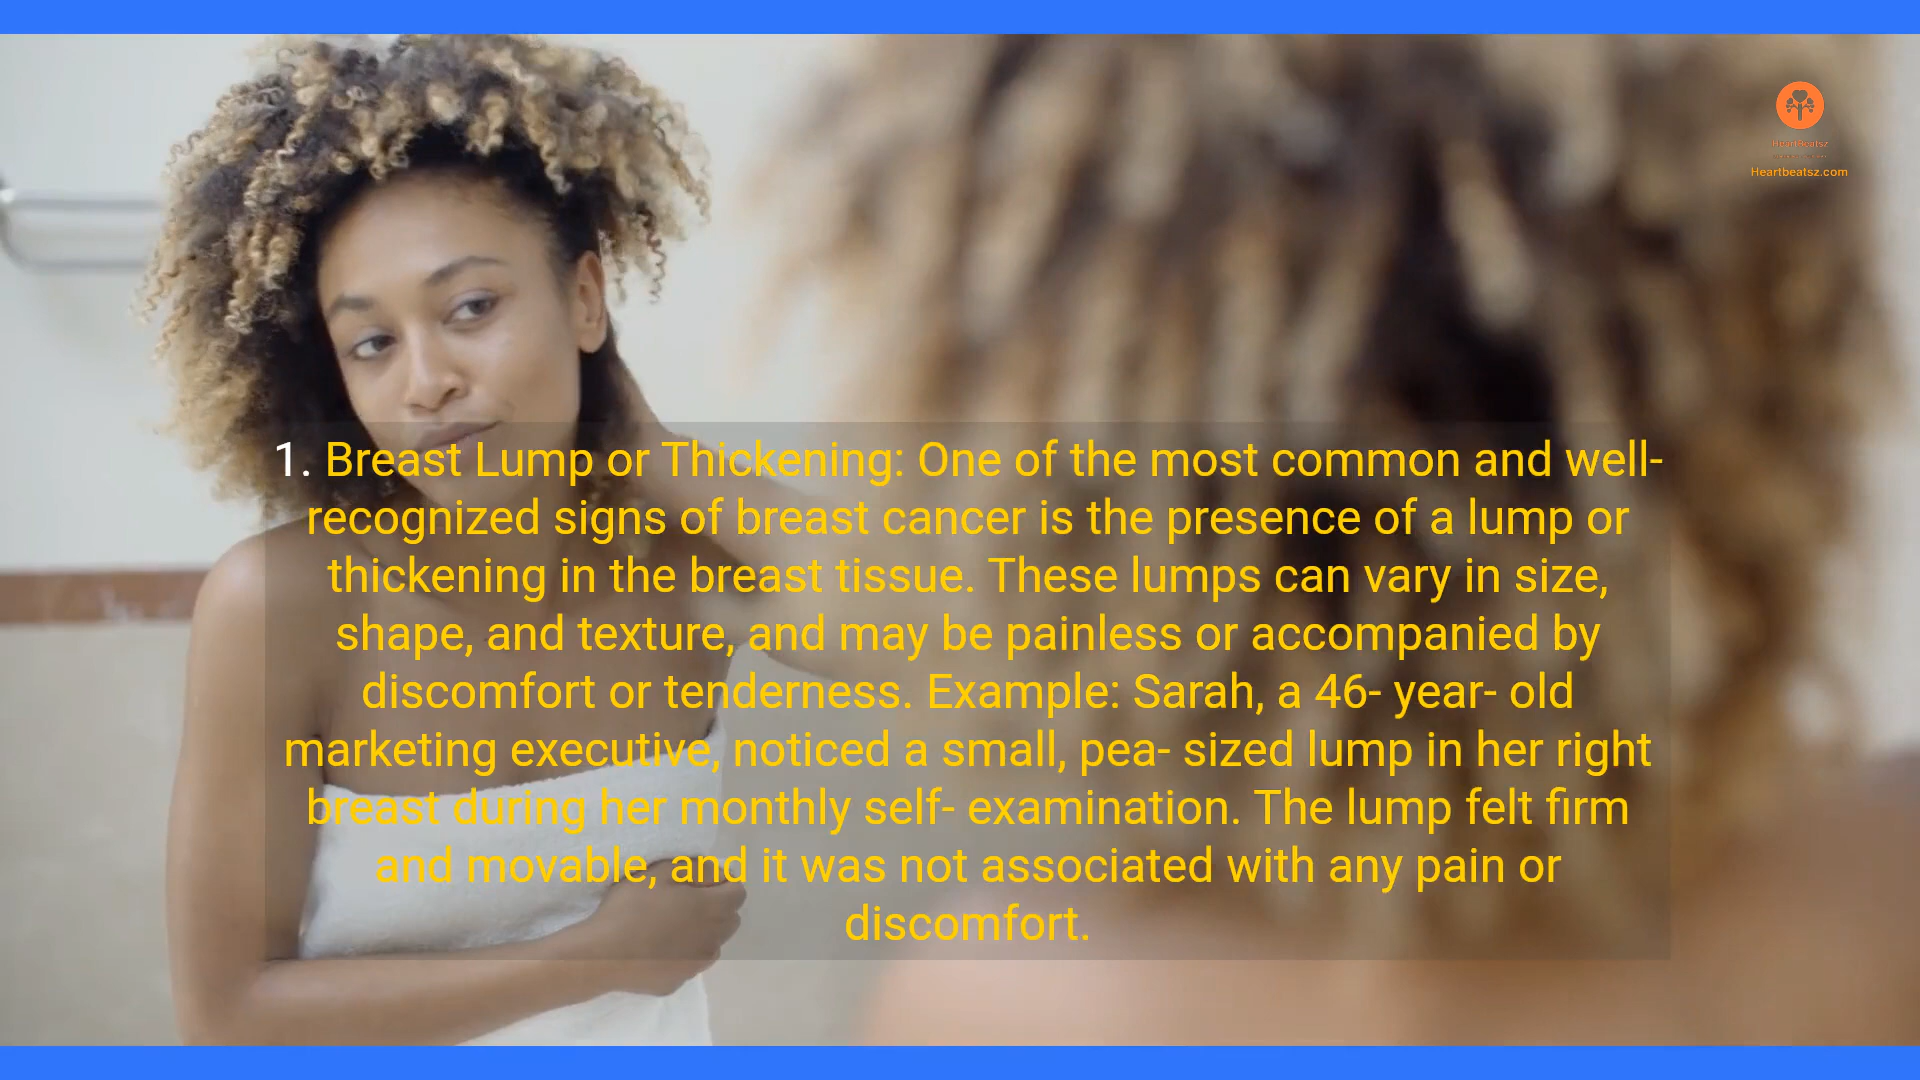 HeartBeatsz
Heartbeatsz.com
1. Breast Lump or Thickening: One of the most common and well-
recognized signs of breast cancer is the presence of a lump or
thickening in the breast tissue. These lumps can vary in size,
shape, and texture, and may be painless or accompanied by
discomfort or tenderness. Example: Sarah, a 46- year- old
marketing executive, noticed a small, pea- sized lump in her right
breast during her monthly self- examination. The lump felt firm
and movable, and it was not associated with any pain or
discomfort.